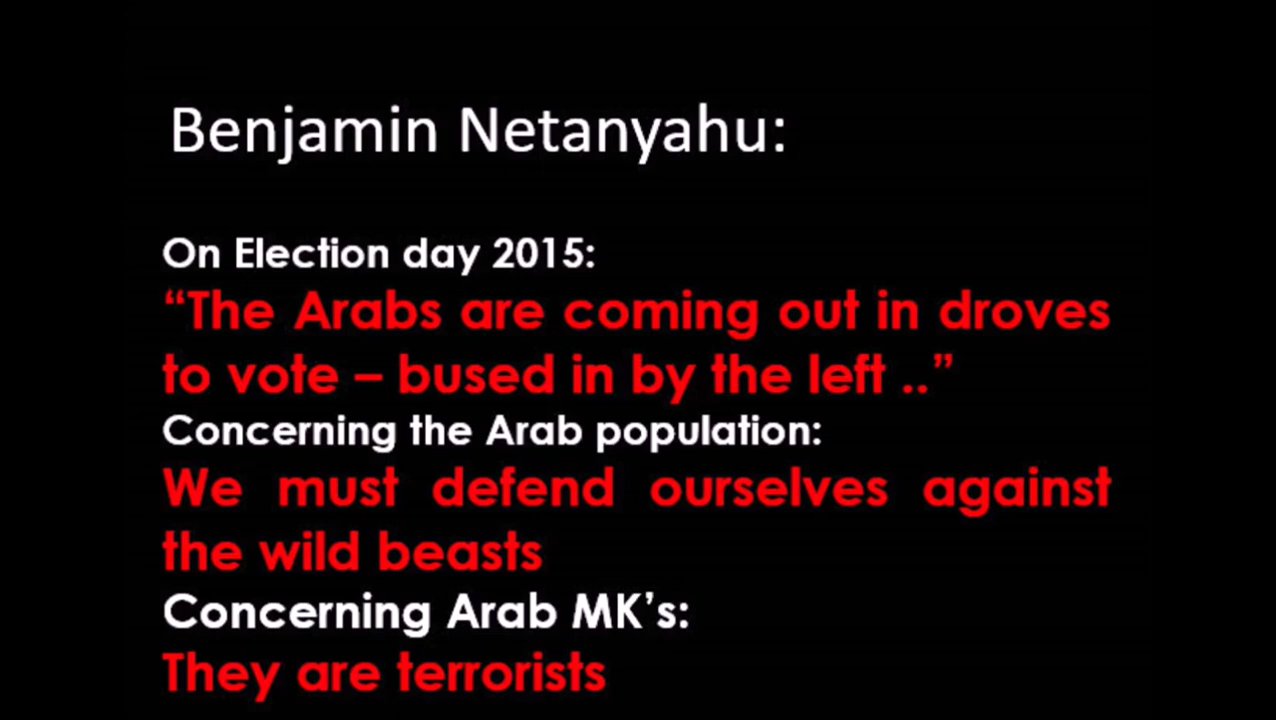 Benjamin Netanyahu:
On Election day 2015:
“The Arabs are coming out in droves
to vote – bused in by the left ..”
Concerning the Arab population:
We must defend ourselves against
the wild beasts
Concerning Arab MK’s:
They are terrorists